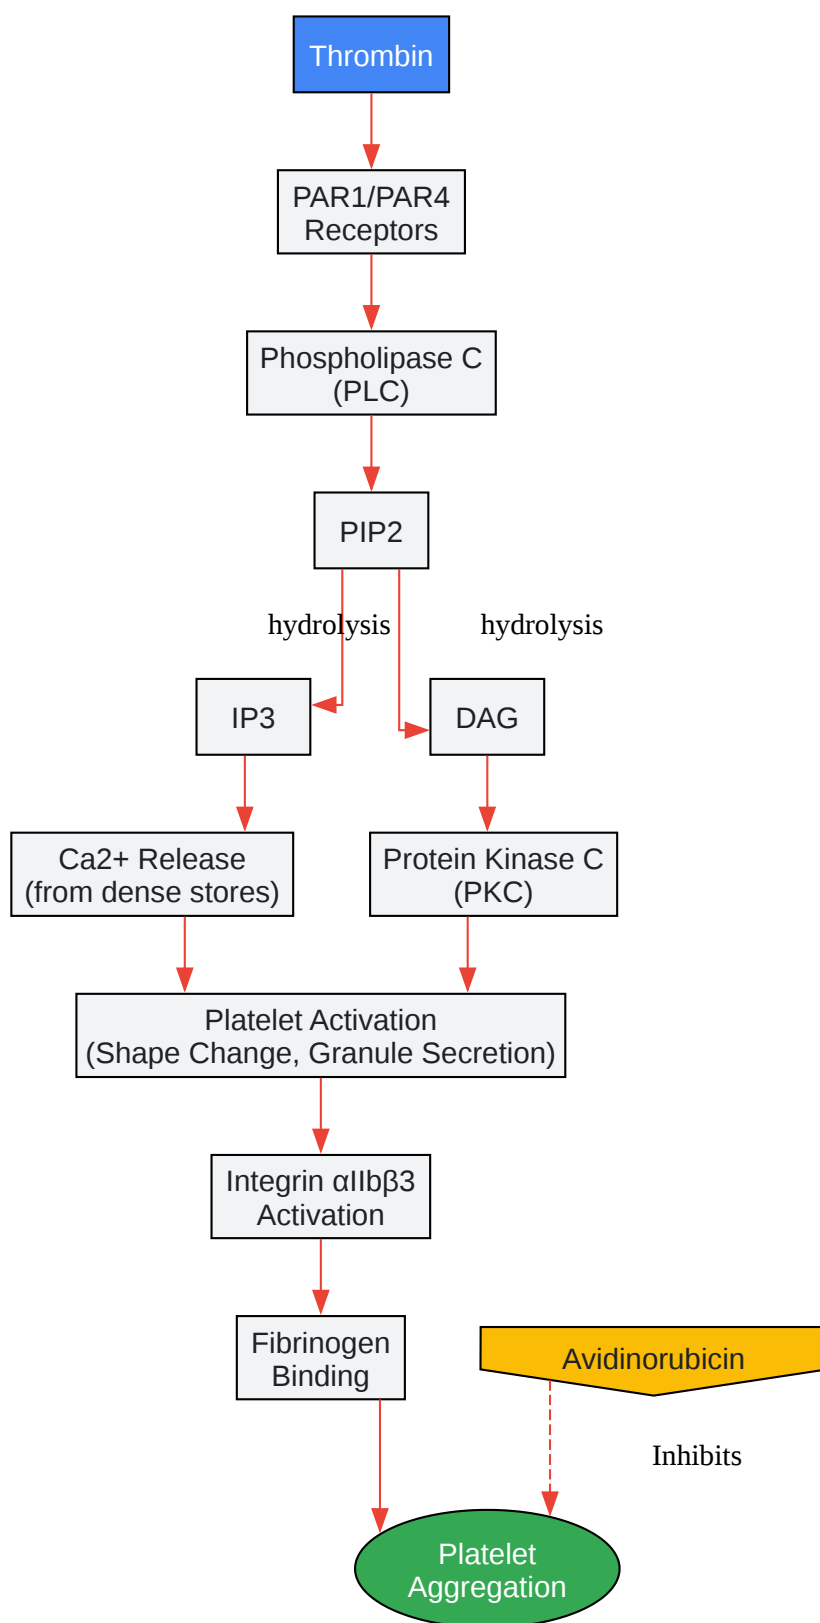 Thrombin
PAR1/PAR4
Receptors
Phospholipase C
(PLC)
PIP2
hydrolysis
hydrolysis
IP3
DAG
Ca2+ Release
(from dense stores)
Protein Kinase C
(PKC)
Platelet Activation
(Shape Change, Granule Secretion)
Integrin αIIbβ3
Activation
Fibrinogen
Binding
Avidinorubicin
Inhibits
Platelet
Aggregation